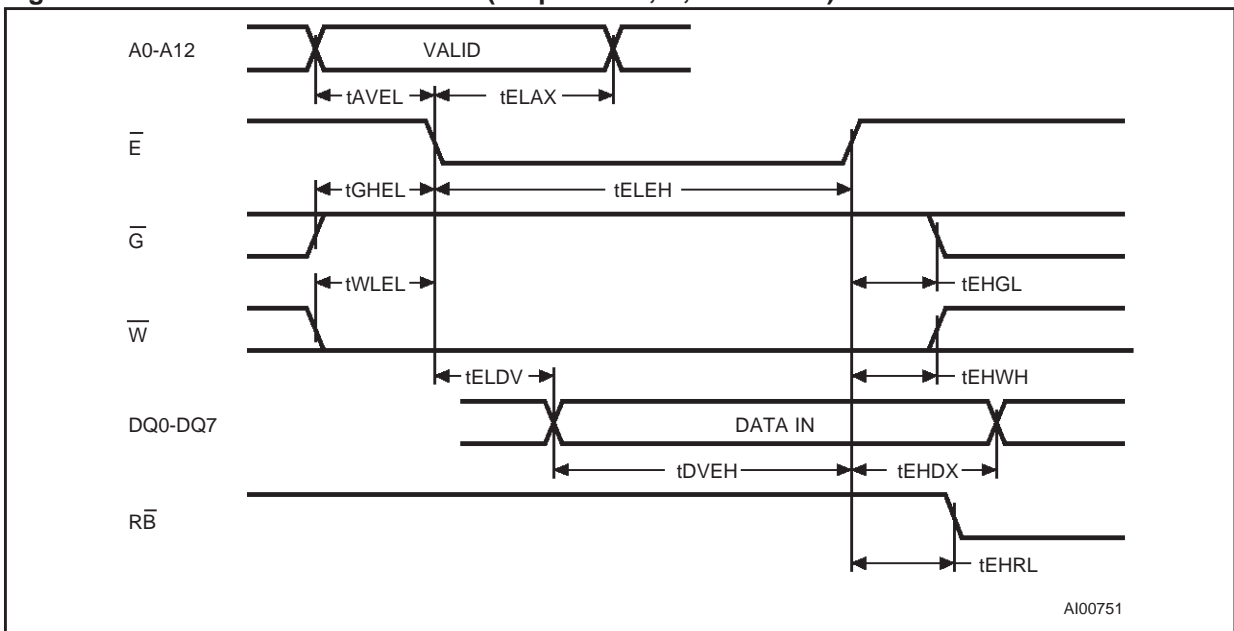 A0-A12
VALID
tAVEL
tELAX
E̅
tGHEL
tELEH
G̅
tWLEL
tEHGL
W̅
tELDV
tEHWH
DQ0-DQ7
DATA IN
tDVEH
tEHDX
RB̅
tEHRL
AI00751